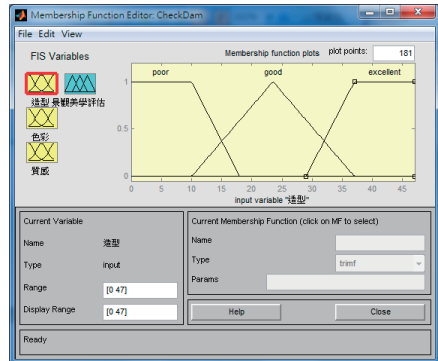 Membership Function Editor: CheckDam
File Edit View
FIS Variables
Membership function plots plot points: 181
造型 景觀美學評估
色彩
質感
poor good excellent
1
0.5
0
0 5 10 15 20 25 30 35 40 45
input variable "造型"
Current Variable
Name 造型
Type input
Range [0 47]
Display Range [0 47]
Current Membership Function (click on MF to select)
Name
Type trimf
Params
Help Close
Ready